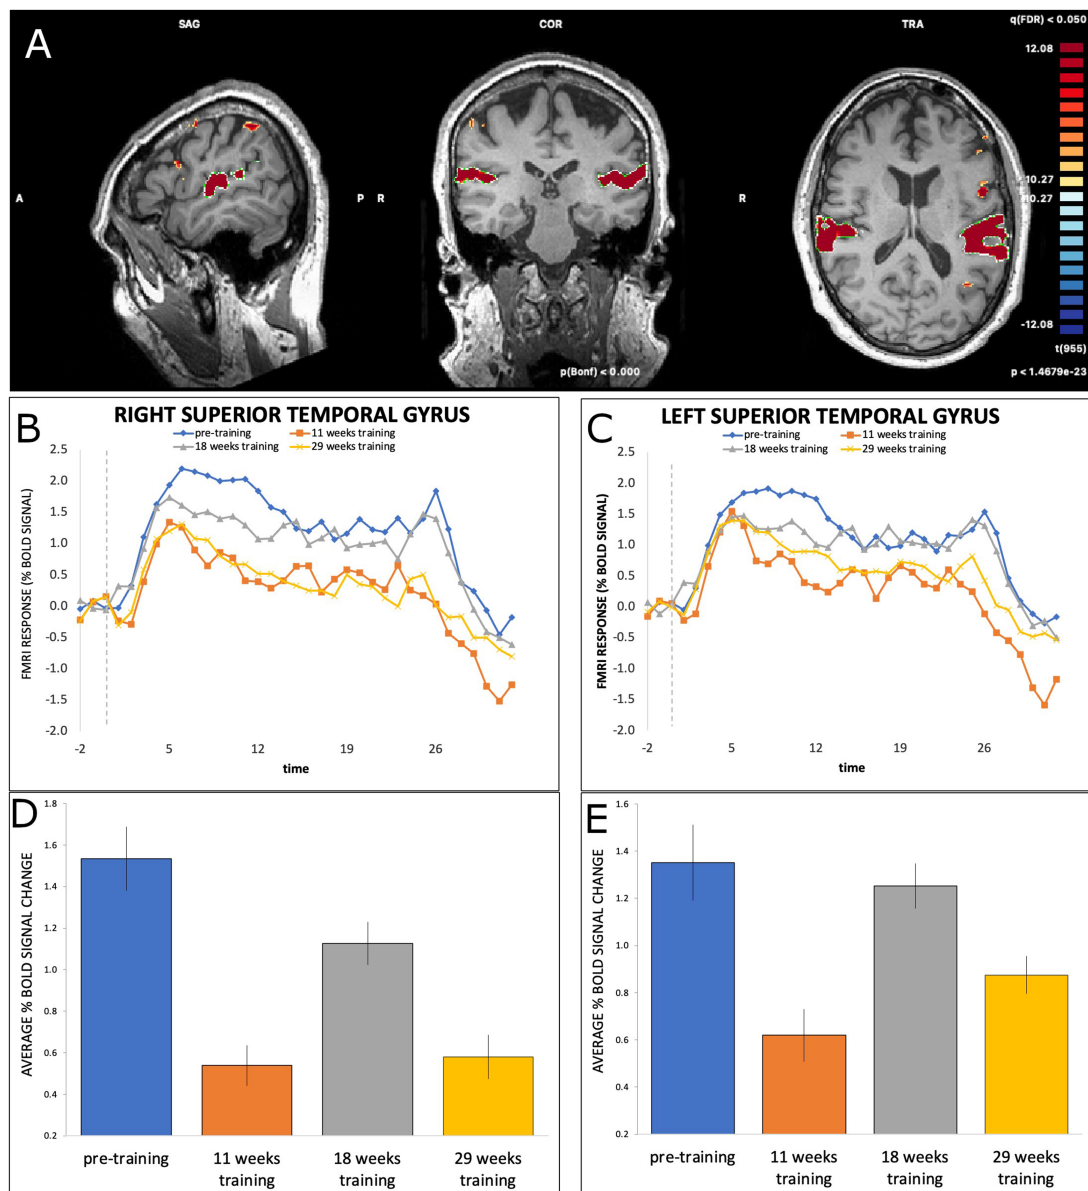 A
SAG
COR
TRA
q(FDR) < 0.050
12.08
A
P
R
R
-10.27
10.27
-12.08
t(955)
p(Bonf) < 0.000
p < 1.4679e-23
B
RIGHT SUPERIOR TEMPORAL GYRUS
pre-training
11 weeks training
18 weeks training
29 weeks training
FMRI RESPONSE (% BOLD SIGNAL)
2.5
2.0
1.5
1.0
0.5
0.0
-0.5
-1.0
-1.5
-2.0
-2 5 12 19 26
time
C
LEFT SUPERIOR TEMPORAL GYRUS
pre-training
11 weeks training
18 weeks training
29 weeks training
FMRI RESPONSE (% BOLD SIGNAL)
2.5
2.0
1.5
1.0
0.5
0.0
-0.5
-1.0
-1.5
-2.0
-2 5 12 19 26
time
D
AVERAGE % BOLD SIGNAL CHANGE
1.8
1.6
1.4
1.2
1.0
0.8
0.6
0.4
0.2
pre-training
11 weeks
training
18 weeks
training
29 weeks
training
E
AVERAGE % BOLD SIGNAL CHANGE
1.6
1.4
1.2
1.0
0.8
0.6
0.4
0.2
pre-training
11 weeks
training
18 weeks
training
29 weeks
training